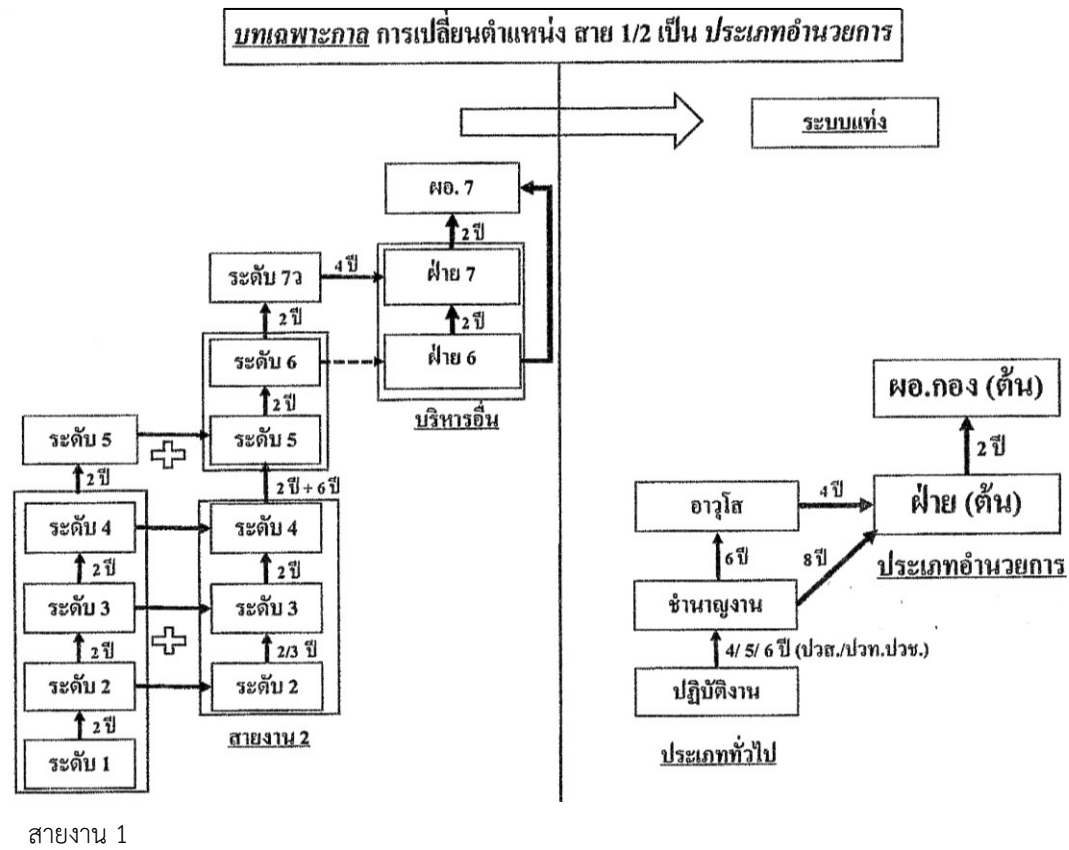 บทเฉพาะกาล การเปลี่ยนตำแหน่ง สาย 1/2 เป็น ประเภทอำนวยการ
ระบบแท่ง
ผอ. 7
2 ปี
ระดับ 7ว
4 ปี
ฝ่าย 7
2 ปี
2 ปี
ระดับ 6
ฝ่าย 6
2 ปี
บริหารอื่น
ระดับ 5
ระดับ 5
2 ปี
2 ปี + 6 ปี
ระดับ 4
ระดับ 4
2 ปี
2 ปี
ระดับ 3
ระดับ 3
2 ปี
2/3 ปี
ระดับ 2
ระดับ 2
2 ปี
สายงาน 2
ระดับ 1
สายงาน 1
ผอ.กอง (ต้น)
2 ปี
อาวุโส
4 ปี
ฝ่าย (ต้น)
6 ปี
8 ปี
ประเภทอำนวยการ
ชำนาญงาน
4/ 5/ 6 ปี (ปวส./ปวท.ปวช.)
ปฏิบัติงาน
ประเภททั่วไป